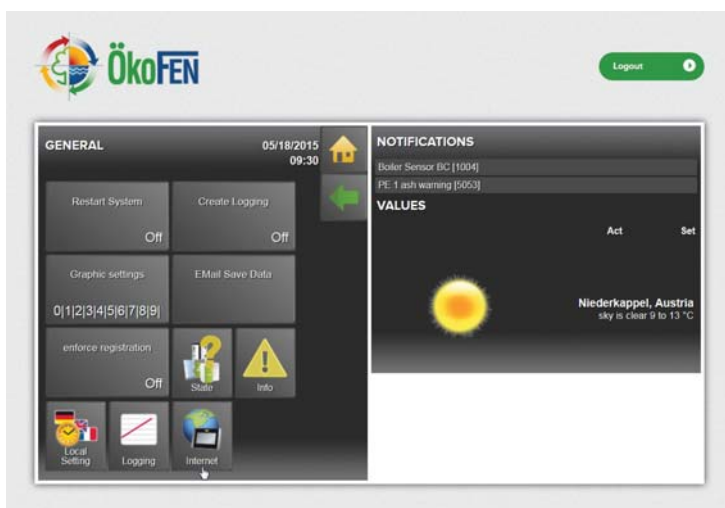 ÖkoFEN
Logout
GENERAL
05/18/2015
09:30
Restart System
Off
Create Logging
Off
Graphic settings
0|1|2|3|4|5|6|7|8|9|
EMail Save Data
enforce registration
Off
State
Info
Local
Setting
Logging
Internet
NOTIFICATIONS
Boiler Sensor BC [1004]
PE 1 ash warning [5053]
VALUES
Act Set
Niederkappel, Austria
sky is clear 9 to 13 °C